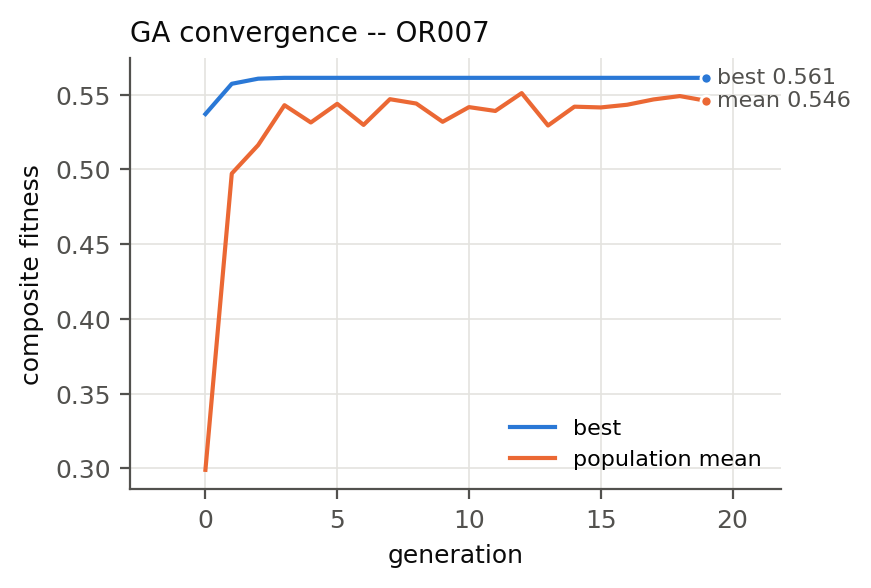 GA convergence -- OR007
composite fitness
0.55
0.50
0.45
0.40
0.35
0.30
best 0.561
mean 0.546
best
population mean
0
5
10
15
20
generation